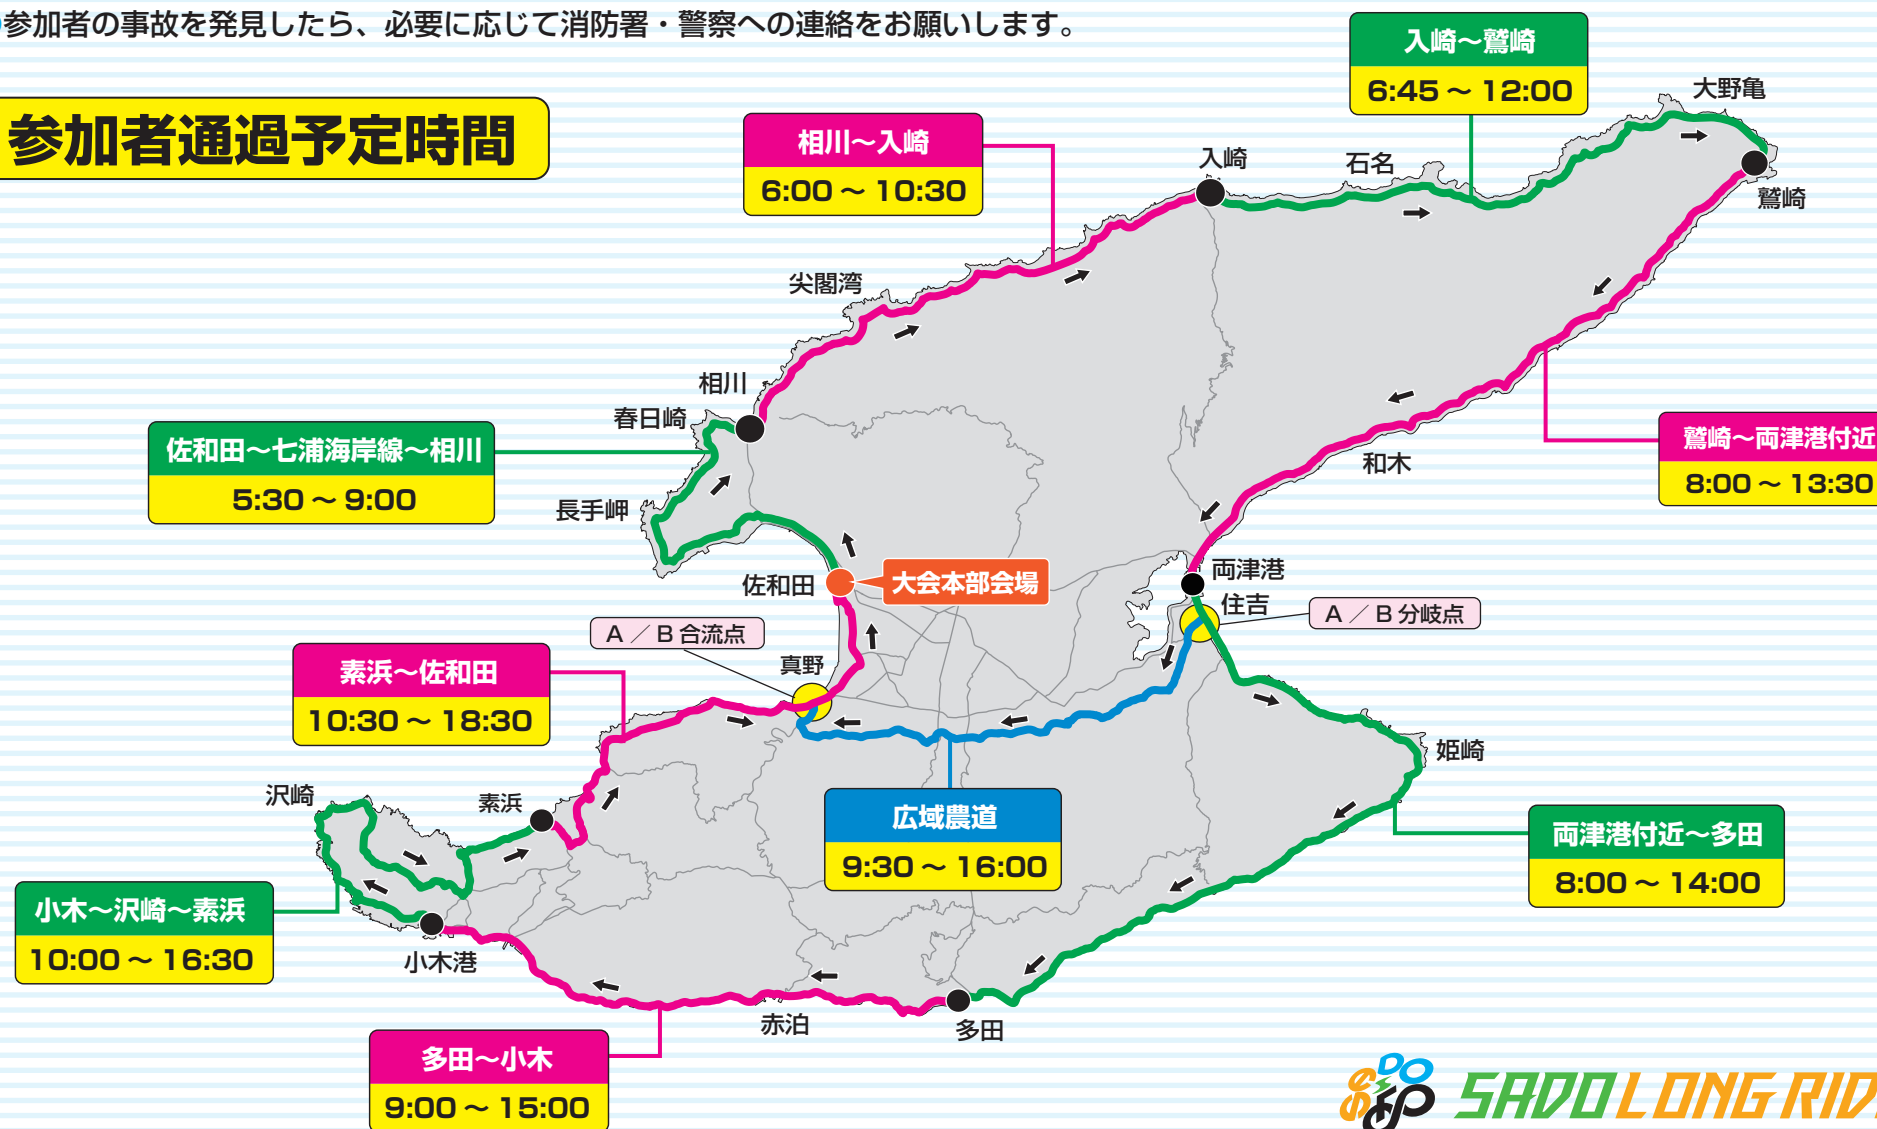 参加者の事故を発見したら、必要に応じて消防署・警察への連絡をお願いします。
参加者通過予定時間
入崎～鷲崎
6:45 ～ 12:00
相川～入崎
6:00 ～ 10:30
大野亀
入崎
石名
鷲崎
尖閣湾
相川
春日崎
佐和田～七浦海岸線～相川
5:30 ～ 9:00
長手岬
鷲崎～両津港付近
8:00 ～ 13:30
和木
佐和田
大会本部会場
両津港
住吉
A ／ B 分岐点
A ／ B 合流点
真野
素浜～佐和田
10:30 ～ 18:30
姫崎
沢崎
素浜
広域農道
9:30 ～ 16:00
両津港付近～多田
8:00 ～ 14:00
小木～沢崎～素浜
10:00 ～ 16:30
小木港
赤泊
多田
多田～小木
9:00 ～ 15:00
SADO LONG RID